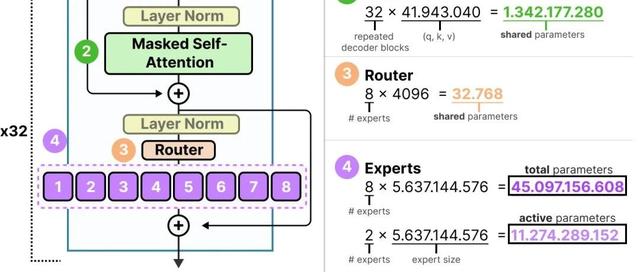 Layer Norm
2
Masked Self-
Attention
+
Layer Norm
x32
4
3
Router
1 2 3 4 5 6 7 8
+
32 × 41.943.040 = 1.342.177.280
repeated
decoder blocks
(q, k, v)
shared parameters
3 Router
8 × 4096 = 32.768
# experts
shared parameters
4 Experts
total parameters
8 × 5.637.144.576 = 45.097.156.608
# experts
active parameters
2 × 5.637.144.576 = 11.274.289.152
# experts
expert size